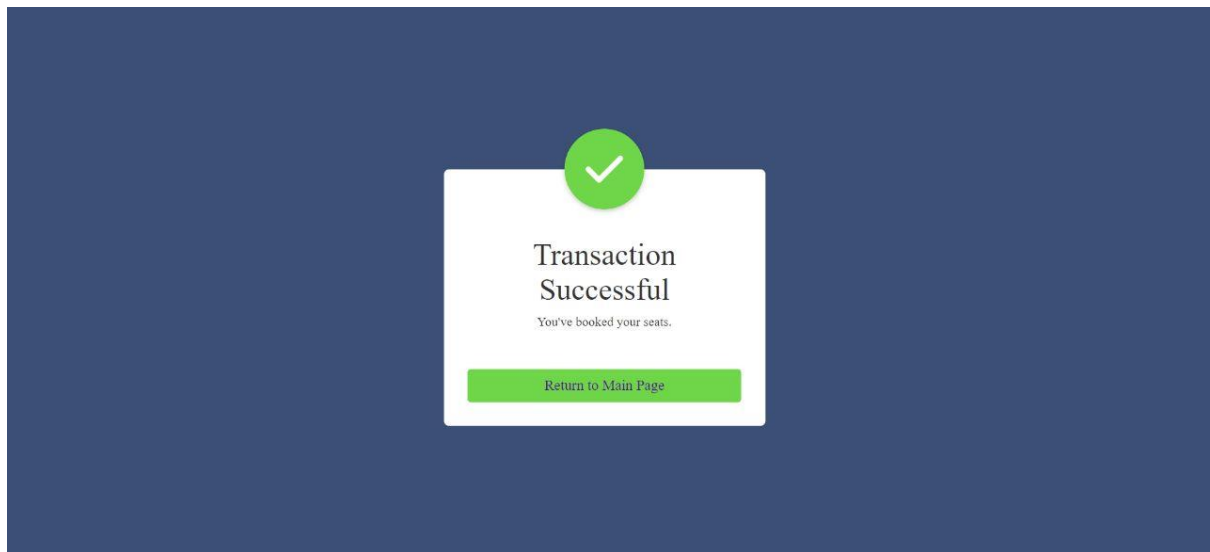 Transaction
Successful
You've booked your seats.
Return to Main Page